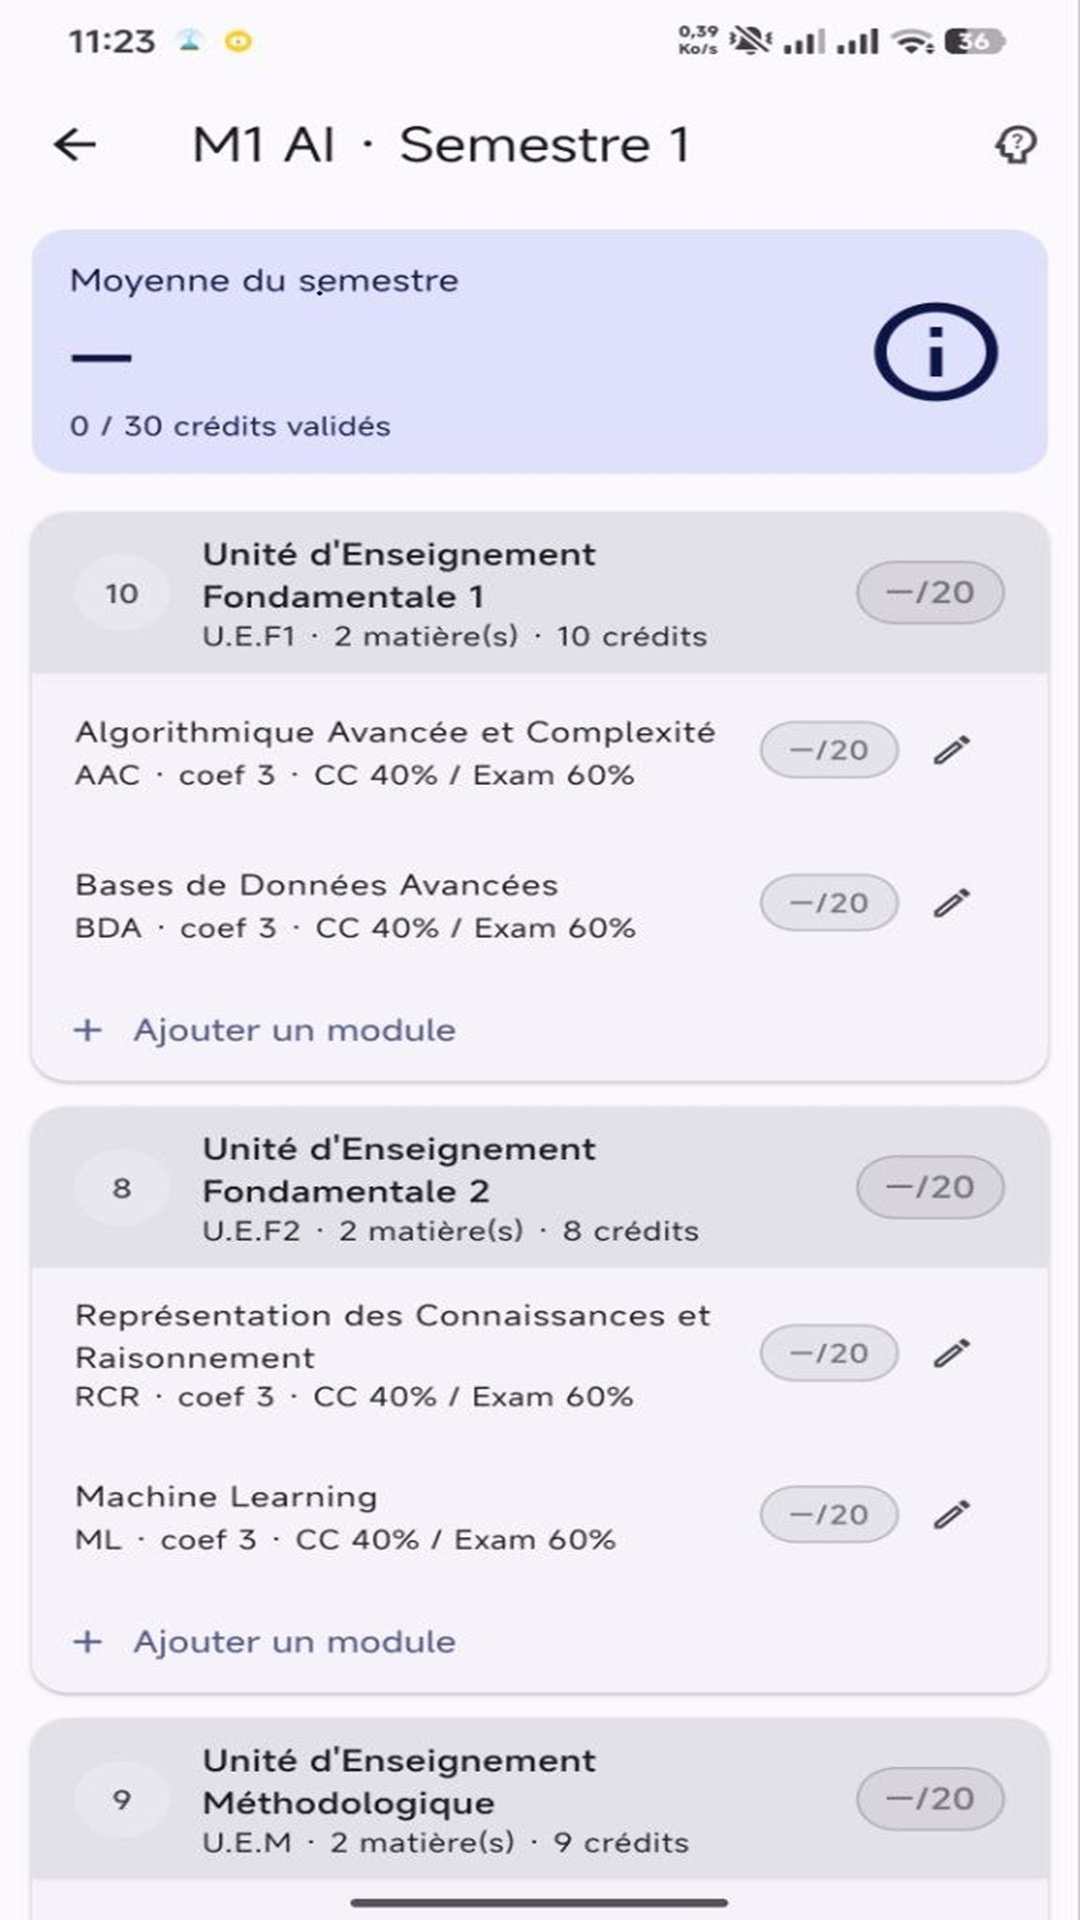 11:23
0,39
Ko/s
36
M1 AI · Semestre 1
Moyenne du semestre
—
0 / 30 crédits validés
10
Unité d'Enseignement
Fondamentale 1
U.E.F1 · 2 matière(s) · 10 crédits
—/20
Algorithmique Avancée et Complexité
AAC · coef 3 · CC 40% / Exam 60%
—/20
Bases de Données Avancées
BDA · coef 3 · CC 40% / Exam 60%
—/20
+ Ajouter un module
8
Unité d'Enseignement
Fondamentale 2
U.E.F2 · 2 matière(s) · 8 crédits
—/20
Représentation des Connaissances et
Raisonnement
RCR · coef 3 · CC 40% / Exam 60%
—/20
Machine Learning
ML · coef 3 · CC 40% / Exam 60%
—/20
+ Ajouter un module
9
Unité d'Enseignement
Méthodologique
U.E.M · 2 matière(s) · 9 crédits
—/20